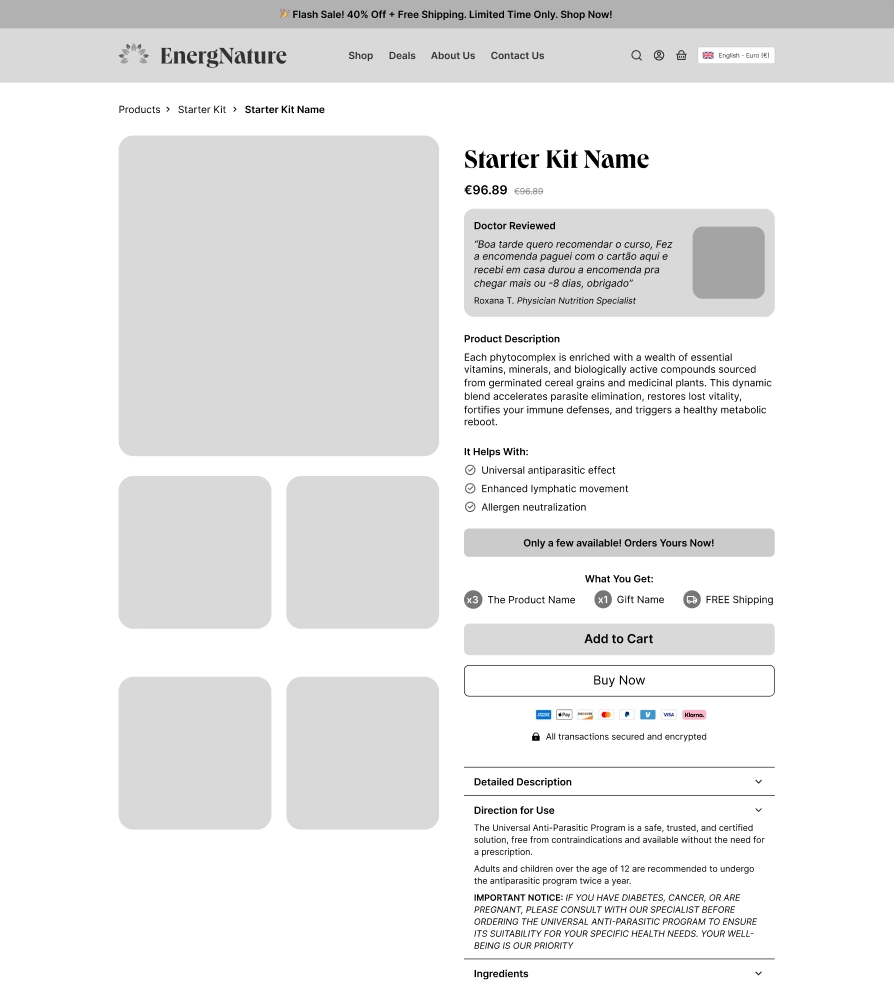 🎉 Flash Sale! 40% Off + Free Shipping. Limited Time Only. Shop Now!
EnergNature
Shop Deals About Us Contact Us
English - Euro (€)
Products > Starter Kit > Starter Kit Name
Starter Kit Name
€96.89 €96.89
Doctor Reviewed
"Boa tarde quero recomendar o curso, Fez
a encomenda paguei com o cartão aqui e
recebi em casa durou a encomenda pra
chegar mais ou -8 dias, obrigado"
Roxana T. Physician Nutrition Specialist
Product Description
Each phytocomplex is enriched with a wealth of essential
vitamins, minerals, and biologically active compounds sourced
from germinated cereal grains and medicinal plants. This dynamic
blend accelerates parasite elimination, restores lost vitality,
fortifies your immune defenses, and triggers a healthy metabolic
reboot.
It Helps With:
Universal antiparasitic effect
Enhanced lymphatic movement
Allergen neutralization
Only a few available! Orders Yours Now!
What You Get:
x3 The Product Name x1 Gift Name FREE Shipping
Add to Cart
Buy Now
Pay VISA Klarna.
All transactions secured and encrypted
Detailed Description
Direction for Use
The Universal Anti-Parasitic Program is a safe, trusted, and certified
solution, free from contraindications and available without the need for
a prescription.
Adults and children over the age of 12 are recommended to undergo
the antiparasitic program twice a year.
IMPORTANT NOTICE: IF YOU HAVE DIABETES, CANCER, OR ARE
PREGNANT, PLEASE CONSULT WITH OUR SPECIALIST BEFORE
ORDERING THE UNIVERSAL ANTI-PARASITIC PROGRAM TO ENSURE
ITS SUITABILITY FOR YOUR SPECIFIC HEALTH NEEDS. YOUR WELL-
BEING IS OUR PRIORITY
Ingredients